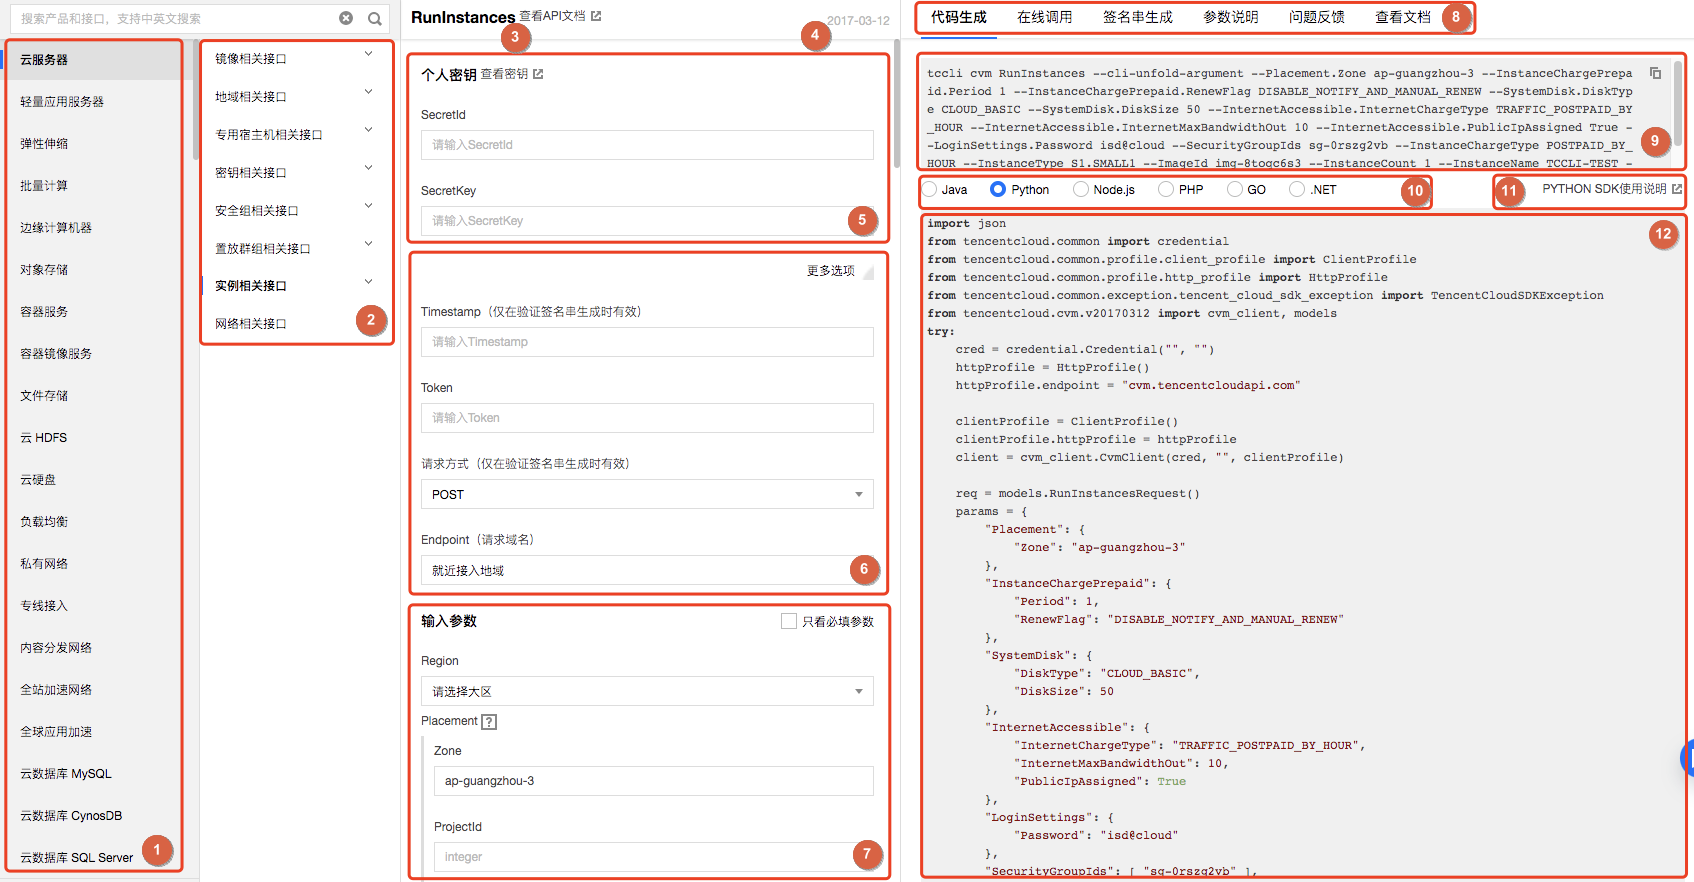 搜索产品和接口，支持中英文搜索
云服务器
轻量应用服务器
弹性伸缩
批量计算
边缘计算机器
对象存储
容器服务
容器镜像服务
文件存储
云 HDFS
云硬盘
负载均衡
私有网络
专线接入
内容分发网络
全站加速网络
全球应用加速
云数据库 MySQL
云数据库 CynosDB
云数据库 SQL Server
1
镜像相关接口
地域相关接口
专用宿主机相关接口
密钥相关接口
安全组相关接口
置放群组相关接口
实例相关接口
网络相关接口
2
RunInstances 查看API文档
3
4
2017-03-12
个人密钥 查看密钥
SecretId
请输入SecretId
SecretKey
请输入SecretKey
5
更多选项
Timestamp（仅在验证签名串生成时有效）
请输入Timestamp
Token
请输入Token
请求方式（仅在验证签名串生成时有效）
POST
Endpoint（请求域名）
就近接入地域
6
输入参数
只看必填参数
Region
请选择大区
Placement ?
Zone
ap-guangzhou-3
ProjectId
integer
7
代码生成 在线调用 签名串生成 参数说明 问题反馈 查看文档
8
tccli cvm RunInstances --cli-unfold-argument --Placement.Zone ap-guangzhou-3 --InstanceChargePrepa
id.Period 1 --InstanceChargePrepaid.RenewFlag DISABLE_NOTIFY_AND_MANUAL_RENEW --SystemDisk.DiskTyp
e CLOUD_BASIC --SystemDisk.DiskSize 50 --InternetAccessible.InternetChargeType TRAFFIC_POSTPAID_BY
_HOUR --InternetAccessible.InternetMaxBandwidthOut 10 --InternetAccessible.PublicIpAssigned True -
-LoginSettings.Password isd@cloud --SecurityGroupIds sg-0rszg2vb --InstanceChargeType POSTPAID_BY_
HOUR --InstanceType S1.SMALL1 --ImageId img-8toqc6s3 --InstanceCount 1 --InstanceName TCCLI-TEST -
9
Java Python Node.js PHP GO .NET
10
11
PYTHON SDK使用说明
12
import json
from tencentcloud.common import credential
from tencentcloud.common.profile.client_profile import ClientProfile
from tencentcloud.common.profile.http_profile import HttpProfile
from tencentcloud.common.exception.tencent_cloud_sdk_exception import TencentCloudSDKException
from tencentcloud.cvm.v20170312 import cvm_client, models
try:
cred = credential.Credential("", "")
httpProfile = HttpProfile()
httpProfile.endpoint = "cvm.tencentcloudapi.com"
clientProfile = ClientProfile()
clientProfile.httpProfile = httpProfile
client = cvm_client.CvmClient(cred, "", clientProfile)
req = models.RunInstancesRequest()
params = {
"Placement": {
"Zone": "ap-guangzhou-3"
},
"InstanceChargePrepaid": {
"Period": 1,
"RenewFlag": "DISABLE_NOTIFY_AND_MANUAL_RENEW"
},
"SystemDisk": {
"DiskType": "CLOUD_BASIC",
"DiskSize": 50
},
"InternetAccessible": {
"InternetChargeType": "TRAFFIC_POSTPAID_BY_HOUR",
"InternetMaxBandwidthOut": 10,
"PublicIpAssigned": True
},
"LoginSettings": {
"Password": "isd@cloud"
},
"SecurityGroupIds": [ "sg-0rszg2vb" ],